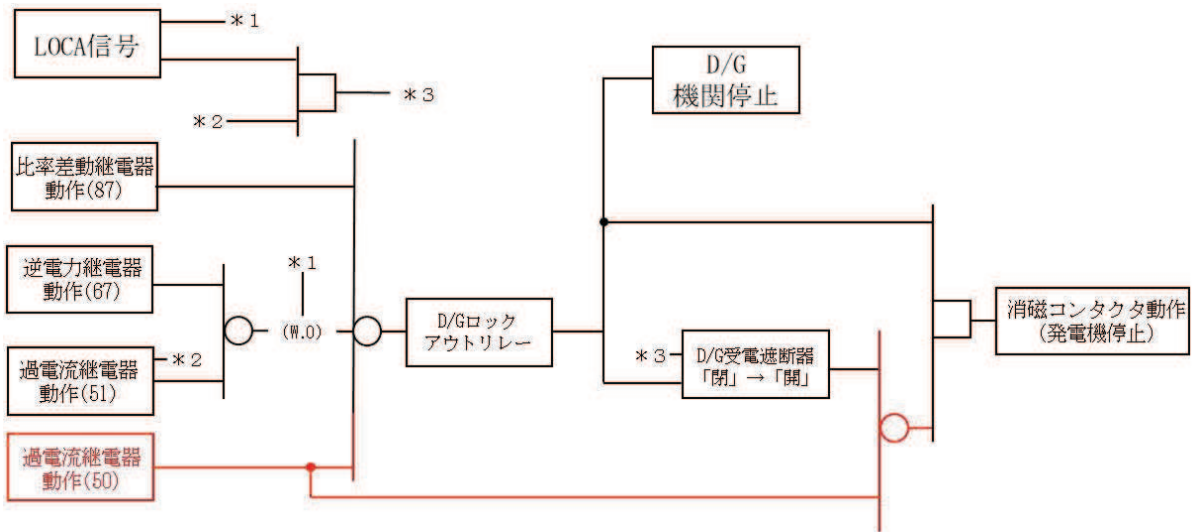 LOCA信号
*1
*2
*3
D/G
機関停止
比率差動継電器
動作(87)
逆電力継電器
動作(67)
*1
(W.O)
D/Gロック
アウトリレー
消磁コンタクタ動作
(発電機停止)
*3
D/G受電遮断器
「閉」→「開」
過電流継電器
動作(51)
*2
過電流継電器
動作(50)